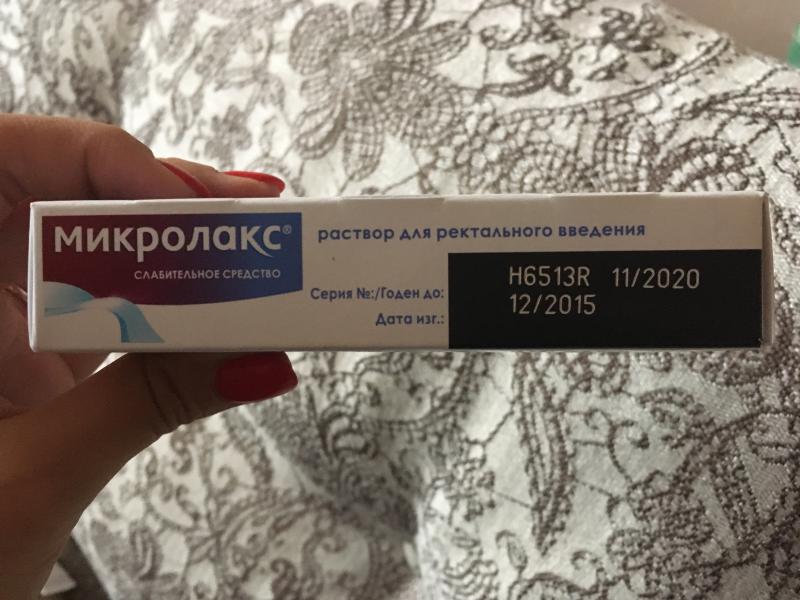 МИКРОЛАКС®
СЛАБИТЕЛЬНОЕ СРЕДСТВО
раствор для ректального введения
Серия №:/Годен до: H6513R 11/2020
Дата изг.: 12/2015